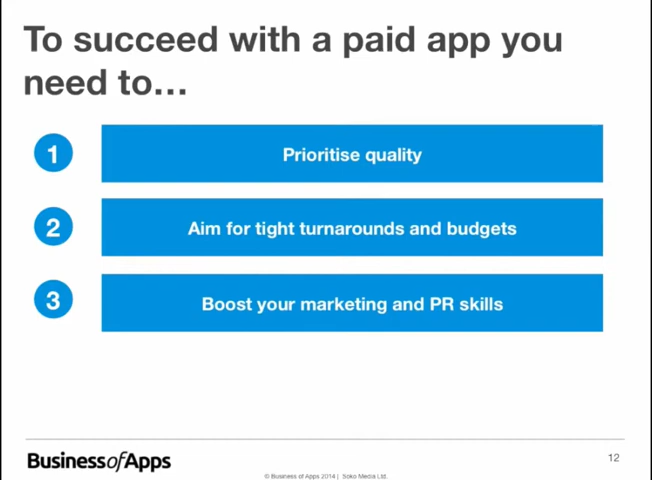 To succeed with a paid app you
need to...
1
Prioritise quality
2
Aim for tight turnarounds and budgets
3
Boost your marketing and PR skills
BusinessofApps
12
© Business of Apps 2014 | Soko Media Ltd.